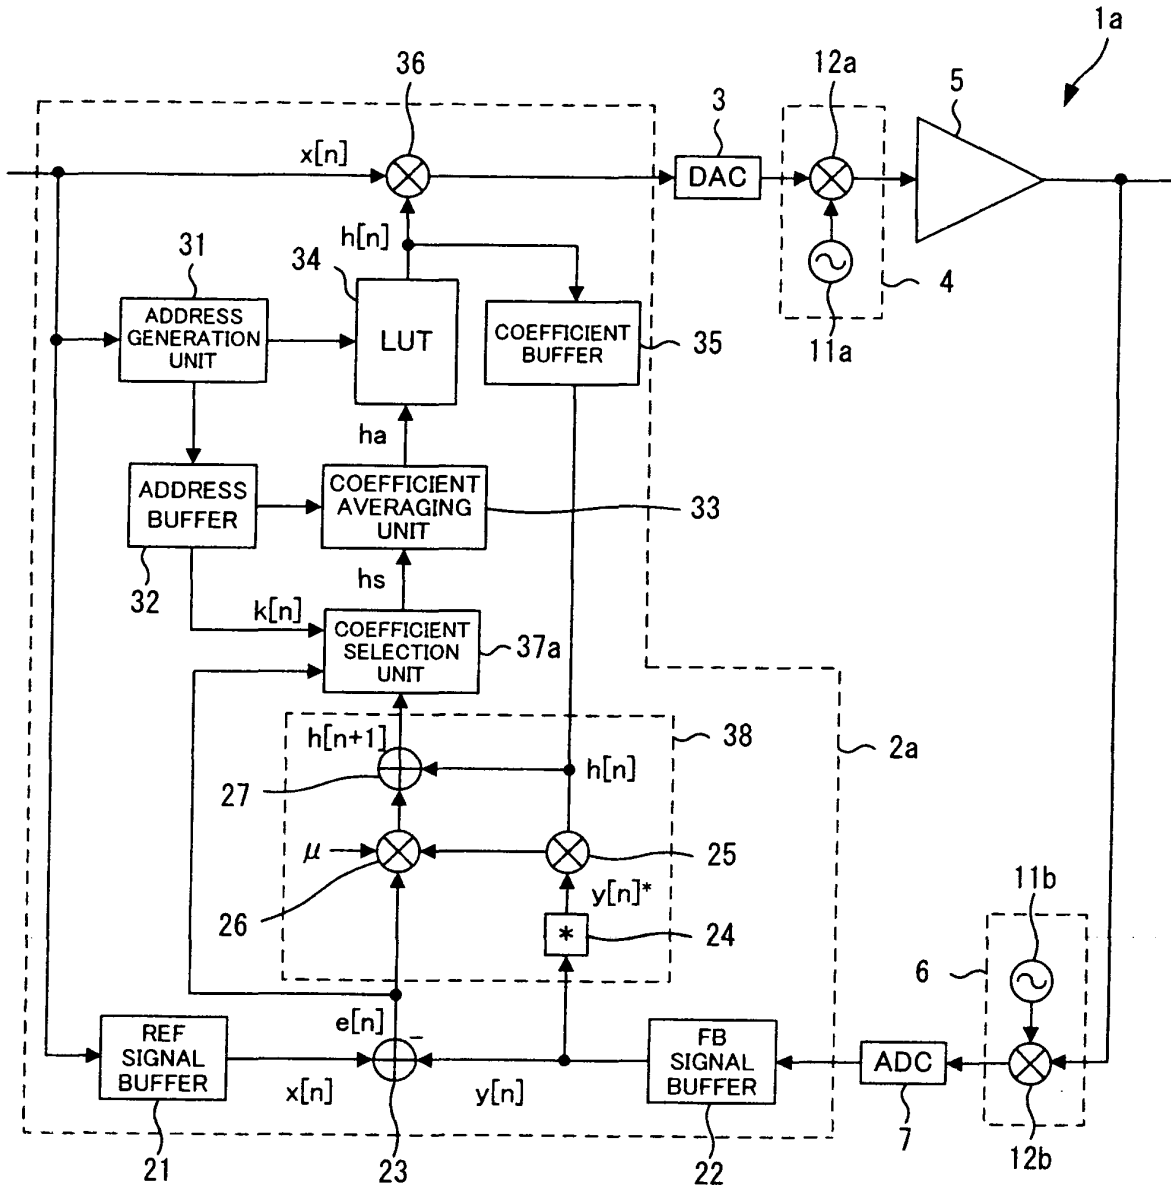 1a
36
12a
5
3
x[n]
DAC
h[n]
31
34
4
ADDRESS
GENERATION
UNIT
LUT
COEFFICIENT
BUFFER
35
11a
ha
ADDRESS
BUFFER
COEFFICIENT
AVERAGING
UNIT
33
32
hs
k[n]
COEFFICIENT
SELECTION
UNIT
37a
h[n+1]
38
2a
27
h[n]
μ
25
26
y[n]*
11b
*
24
6
e[n]
-
REF
SIGNAL
BUFFER
FB
SIGNAL
BUFFER
ADC
x[n]
y[n]
21
23
22
7
12b